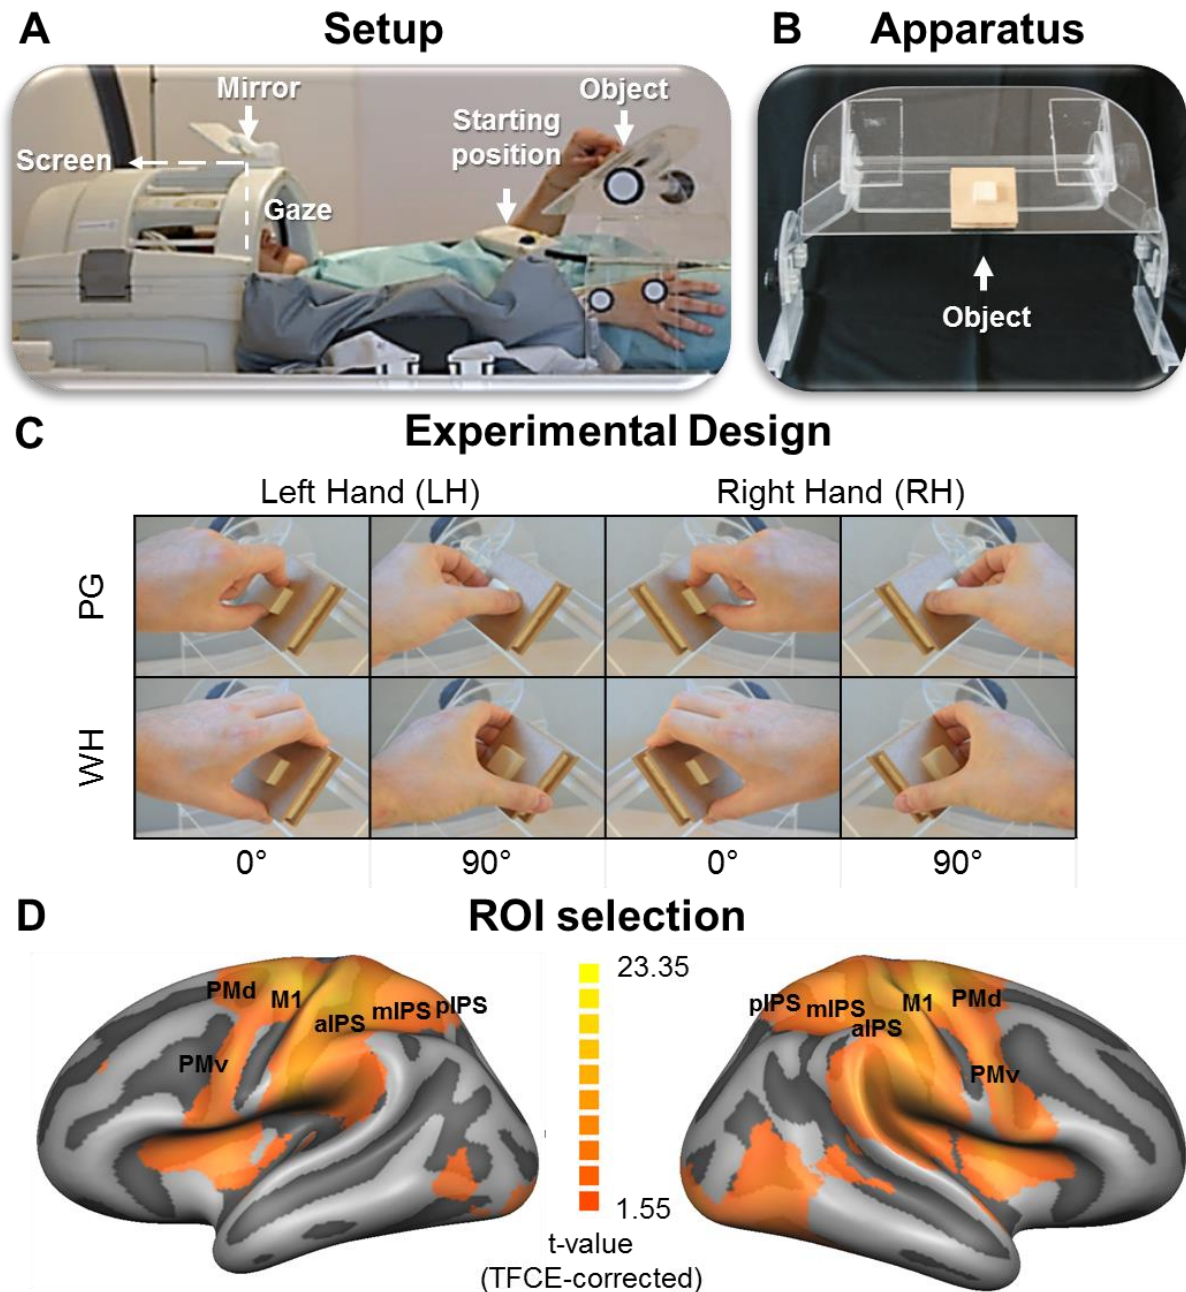 A Setup
B Apparatus
Mirror
Object
Starting
position
Screen
Gaze
Object
C Experimental Design
Left Hand (LH) Right Hand (RH)
PG
WH
0° 90° 0° 90°
D ROI selection
23.35
PMd M1 aIPS mIPS pIPS
PMv
pIPS mIPS aIPS M1 PMd
PMv
1.55
t-value
(TFCE-corrected)